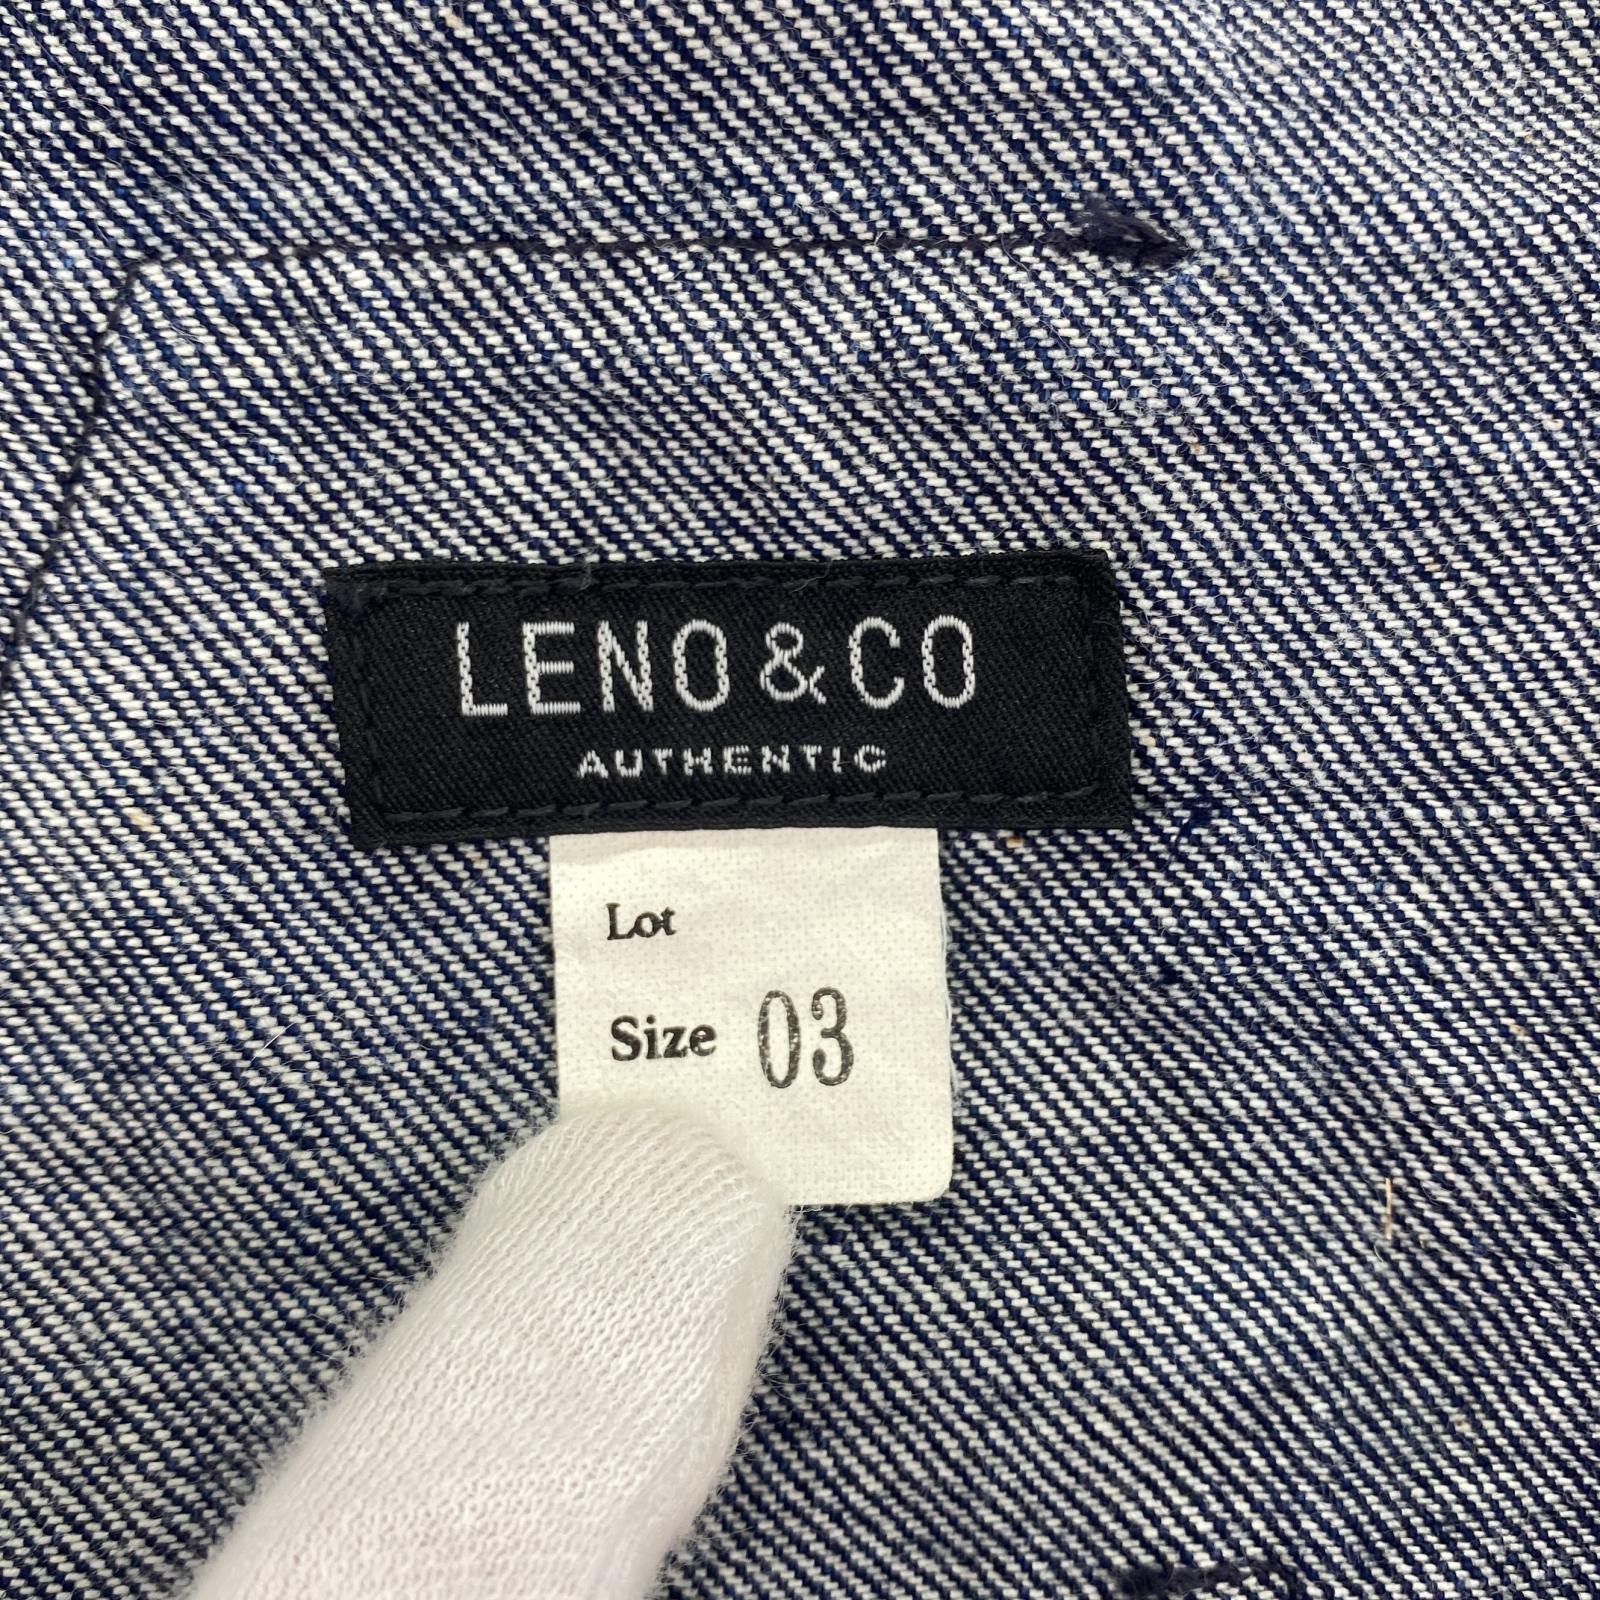 LENO & CO
AUTHENTIC
Lot
Size 03